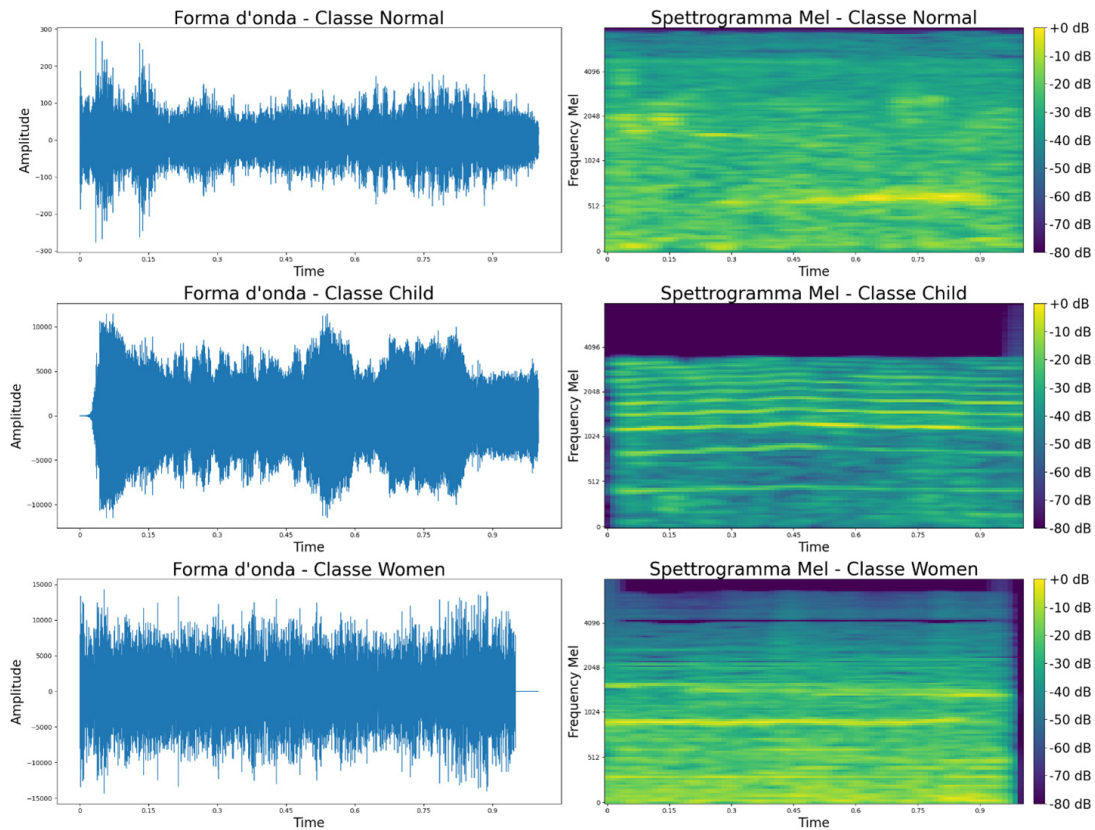 Forma d'onda - Classe Normal
Spettrogramma Mel - Classe Normal
300
200
100
0
−100
−200
−300
Amplitude
0
0.15
0.3
0.45
0.6
0.75
0.9
Time
4096
2048
1024
512
0
Frequency Mel
0
0.15
0.3
0.45
0.6
0.75
0.9
Time
+0 dB
-10 dB
-20 dB
-30 dB
-40 dB
-50 dB
-60 dB
-70 dB
-80 dB
Forma d'onda - Classe Child
Spettrogramma Mel - Classe Child
10000
5000
0
−5000
−10000
Amplitude
0
0.15
0.3
0.45
0.6
0.75
0.9
Time
4096
2048
1024
512
0
Frequency Mel
0
0.15
0.3
0.45
0.6
0.75
0.9
Time
+0 dB
-10 dB
-20 dB
-30 dB
-40 dB
-50 dB
-60 dB
-70 dB
-80 dB
Forma d'onda - Classe Women
Spettrogramma Mel - Classe Women
15000
10000
5000
0
−5000
−10000
−15000
Amplitude
0
0.15
0.3
0.45
0.6
0.75
0.9
Time
4096
2048
1024
512
0
Frequency Mel
0
0.15
0.3
0.45
0.6
0.75
0.9
Time
+0 dB
-10 dB
-20 dB
-30 dB
-40 dB
-50 dB
-60 dB
-70 dB
-80 dB